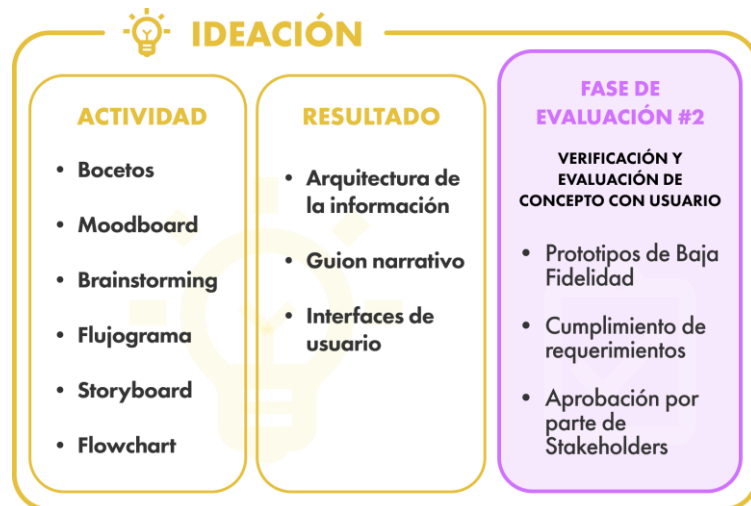 IDEACIÓN
ACTIVIDAD
• Bocetos
• Moodboard
• Brainstorming
• Flujograma
• Storyboard
• Flowchart
RESULTADO
• Arquitectura de
la información
• Guion narrativo
• Interfaces de
usuario
FASE DE
EVALUACIÓN #2
VERIFICACIÓN Y
EVALUACIÓN DE
CONCEPTO CON USUARIO
• Prototipos de Baja
Fidelidad
• Cumplimiento de
requerimientos
• Aprobación por
parte de
Stakeholders